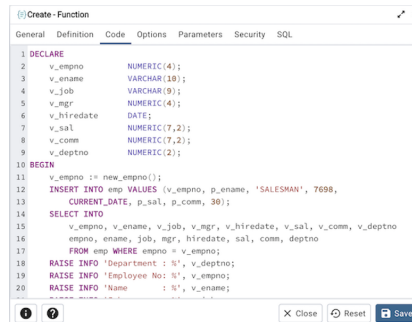 Create - Function
General Definition Code Options Parameters Security SQL
1 DECLARE
2 v_empno NUMERIC(4);
3 v_ename VARCHAR(10);
4 v_job VARCHAR(9);
5 v_mgr NUMERIC(4);
6 v_hiredate DATE;
7 v_sal NUMERIC(7,2);
8 v_comm NUMERIC(7,2);
9 v_deptno NUMERIC(2);
10 BEGIN
11 v_empno := new_empno();
12 INSERT INTO emp VALUES (v_empno, p_ename, 'SALESMAN', 7698,
13 CURRENT_DATE, p_sal, p_comm, 30);
14 SELECT INTO
15 v_empno, v_ename, v_job, v_mgr, v_hiredate, v_sal, v_comm, v_deptno
16 empno, ename, job, mgr, hiredate, sal, comm, deptno
17 FROM emp WHERE empno = v_empno;
18 RAISE INFO 'Department : %', v_deptno;
19 RAISE INFO 'Employee No: %', v_empno;
20 RAISE INFO 'Name : %', v_ename;
Close Reset Save